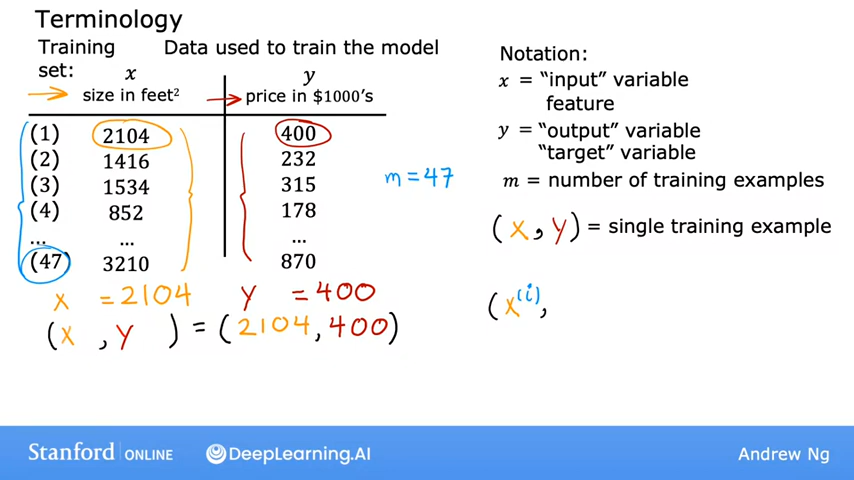 Terminology
Training set: Data used to train the model
x y
size in feet² price in $1000's
(1) 2104 400
(2) 1416 232
(3) 1534 315
(4) 852 178
... ... ...
(47) 3210 870
m = 47
x = 2104 y = 400
(x, y) = (2104, 400)
Notation:
x = “input” variable
feature
y = “output” variable
“target” variable
m = number of training examples
(x, y) = single training example
(x⁽ⁱ⁾,
Stanford ONLINE DeepLearning.AI Andrew Ng